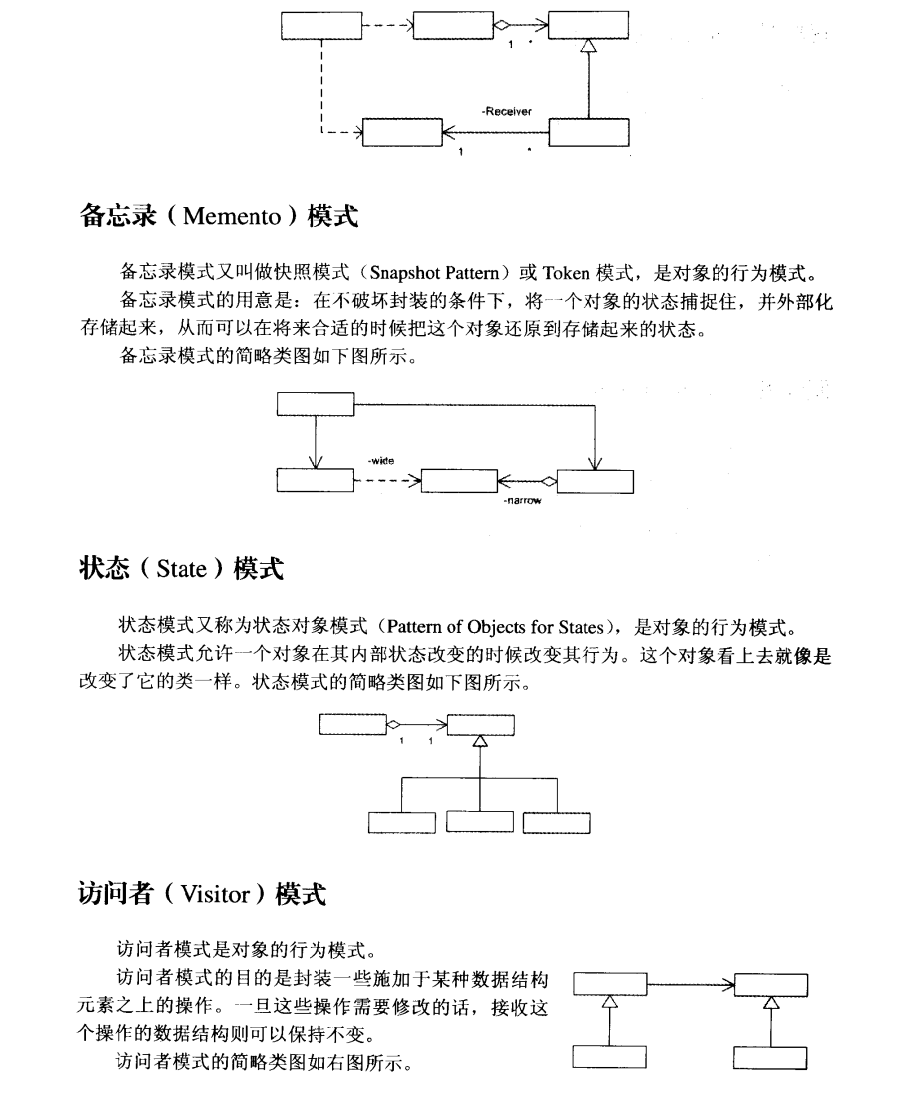 1 *
-Receiver
1 *
备忘录（Memento）模式
备忘录模式又叫做快照模式（Snapshot Pattern）或 Token 模式，是对象的行为模式。
备忘录模式的用意是：在不破坏封装的条件下，将一个对象的状态捕捉住，并外部化
存储起来，从而可以在将来合适的时候把这个对象还原到存储起来的状态。
备忘录模式的简略类图如下图所示。
-wide
-narrow
状态（State）模式
状态模式又称为状态对象模式（Pattern of Objects for States），是对象的行为模式。
状态模式允许一个对象在其内部状态改变的时候改变其行为。这个对象看上去就像是
改变了它的类一样。状态模式的简略类图如下图所示。
1 1
访问者（Visitor）模式
访问者模式是对象的行为模式。
访问者模式的目的是封装一些施加于某种数据结构
元素之上的操作。一旦这些操作需要修改的话，接收这
个操作的数据结构则可以保持不变。
访问者模式的简略类图如右图所示。